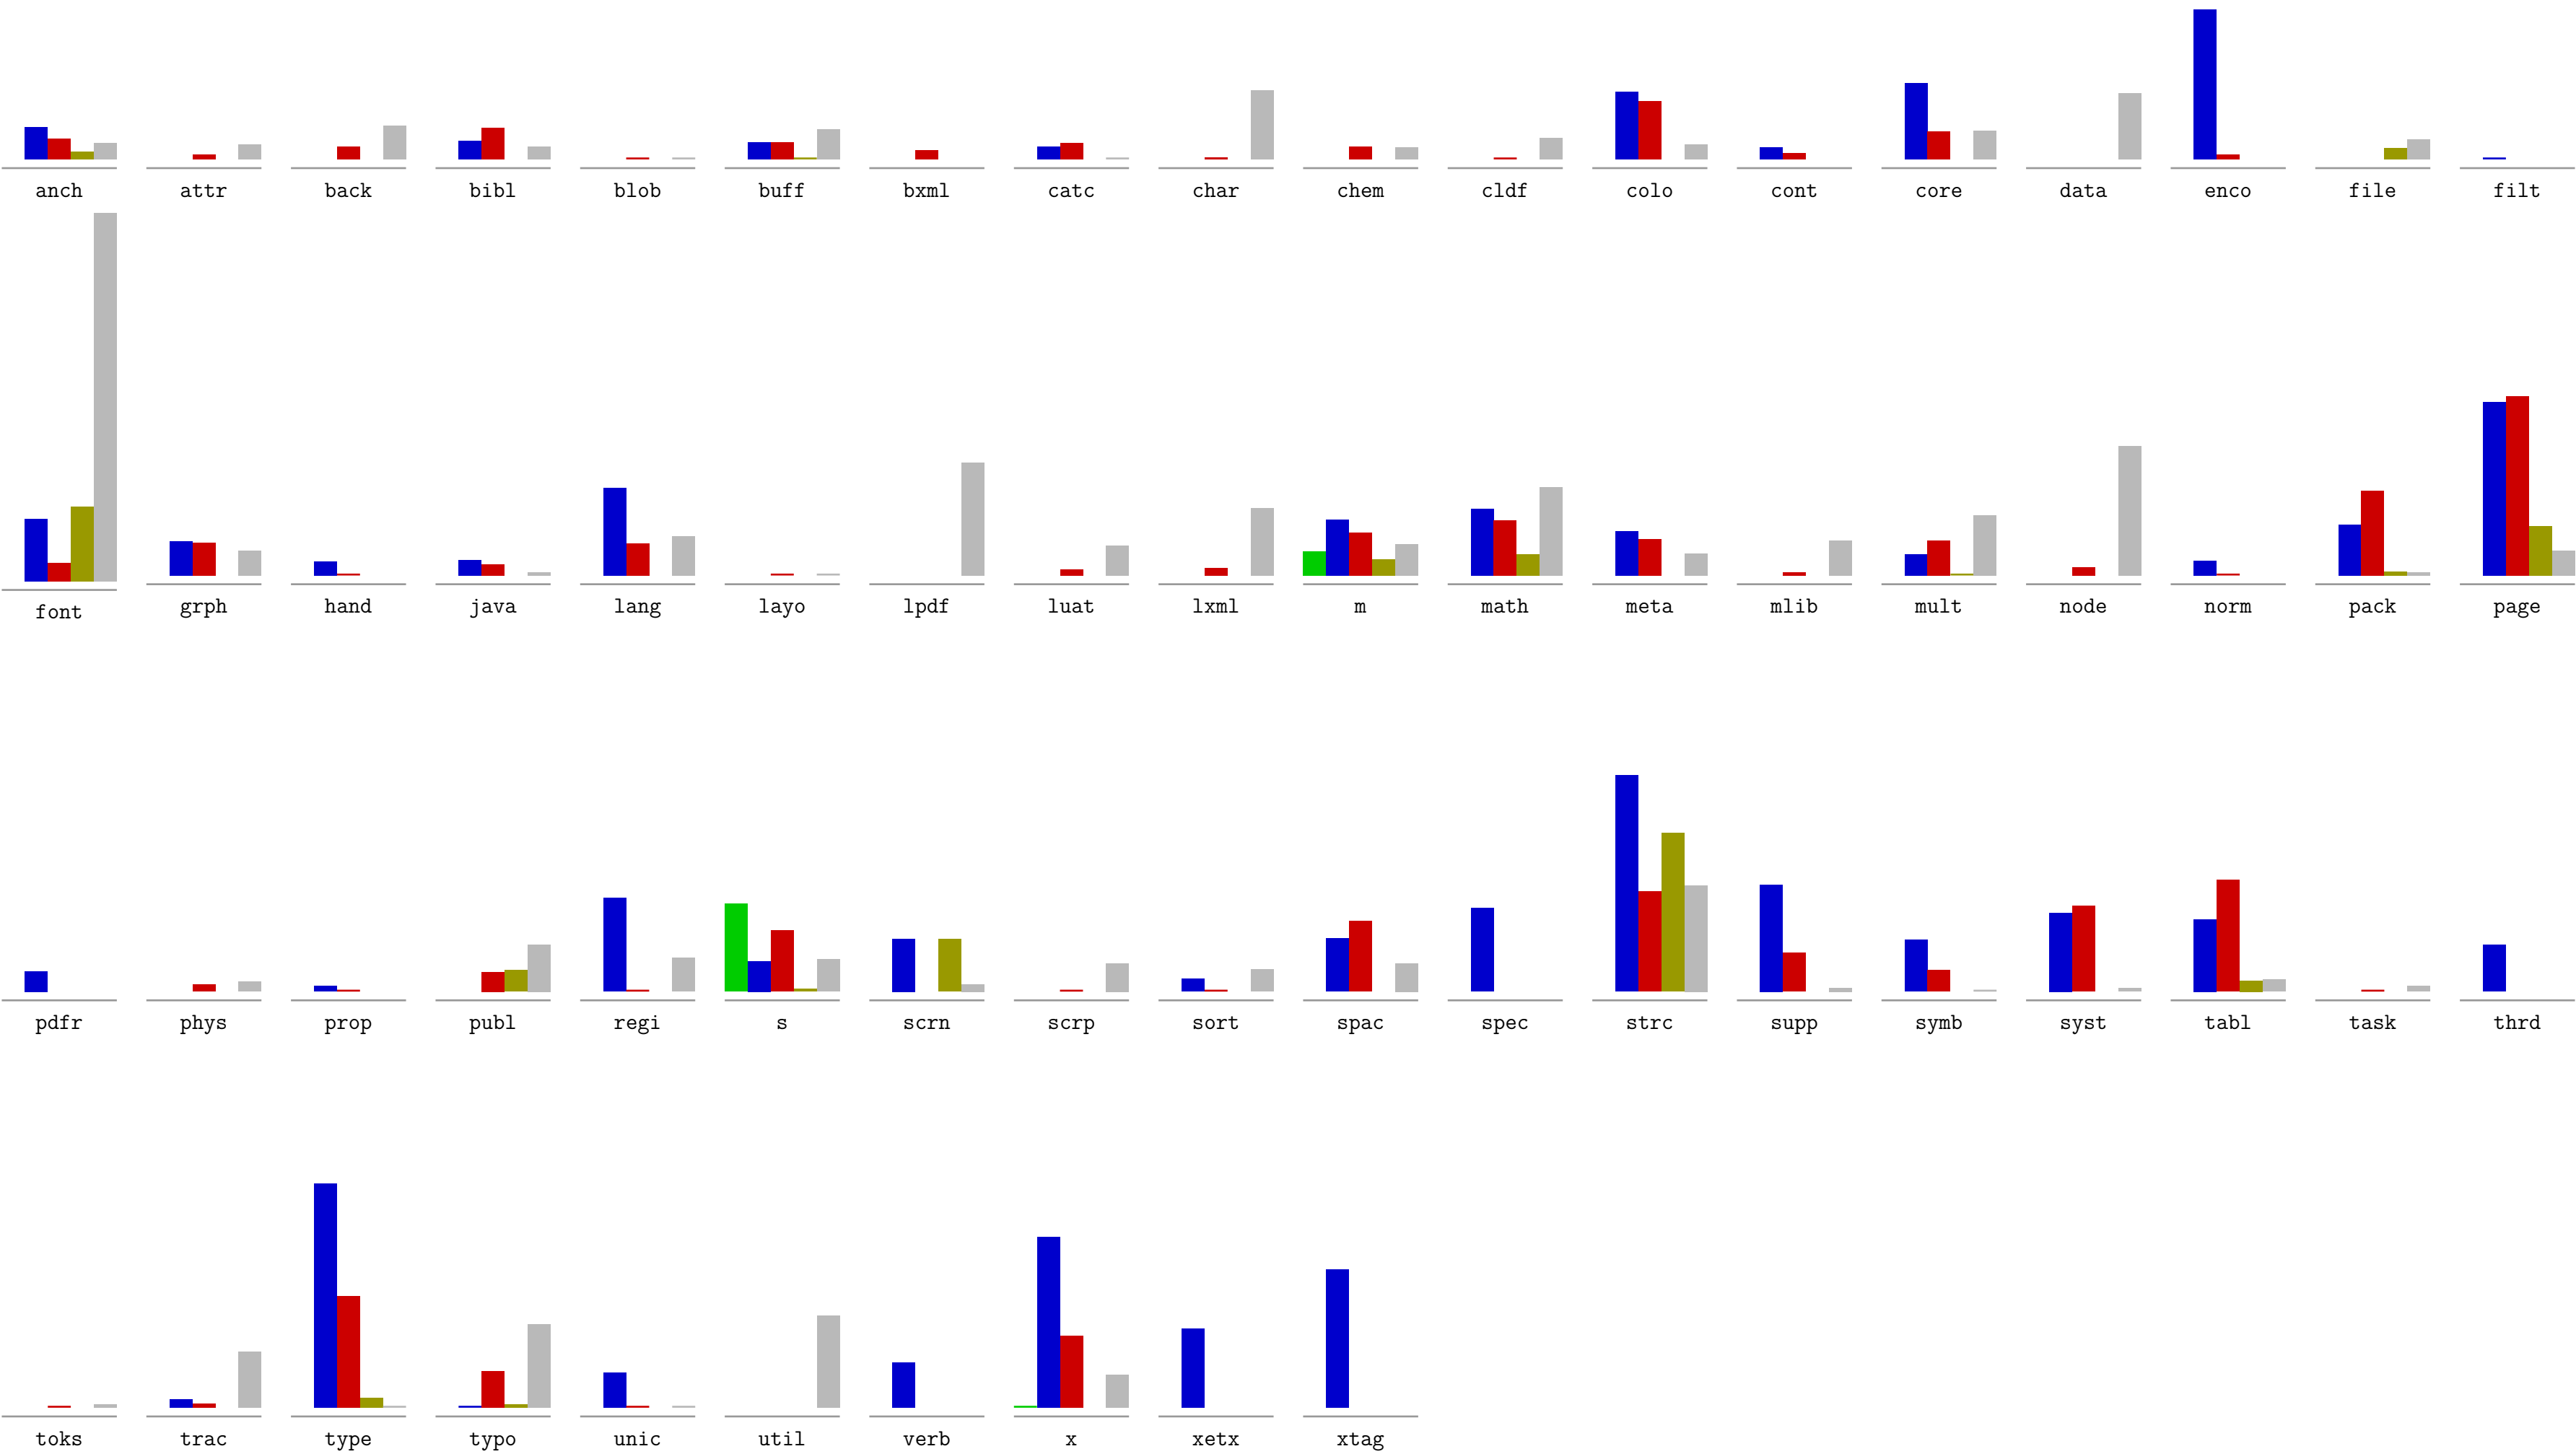 anch attr back bibl blob buff bxml catc char chem cldf colo cont core data enco file filt
font grph hand java lang layo lpdf luat lxml m math meta mlib mult node norm pack page
pdfr phys prop publ regi s scrn scrp sort spac spec strc supp symb syst tabl task thrd
toks trac type typo unic util verb x xetx xtag